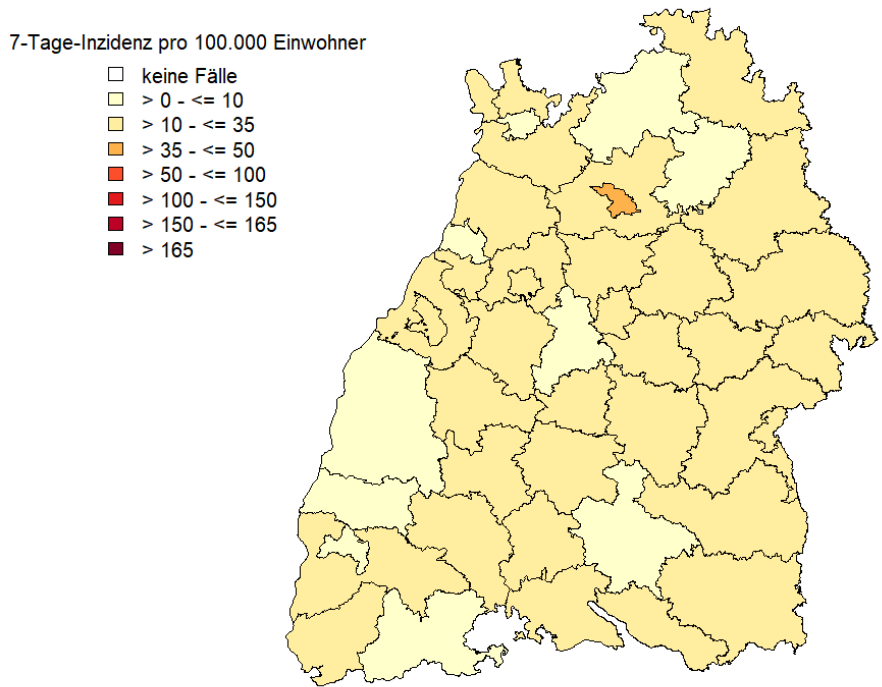 7-Tage-Inzidenz pro 100.000 Einwohner
keine Fälle
> 0 - <= 10
> 10 - <= 35
> 35 - <= 50
> 50 - <= 100
> 100 - <= 150
> 150 - <= 165
> 165